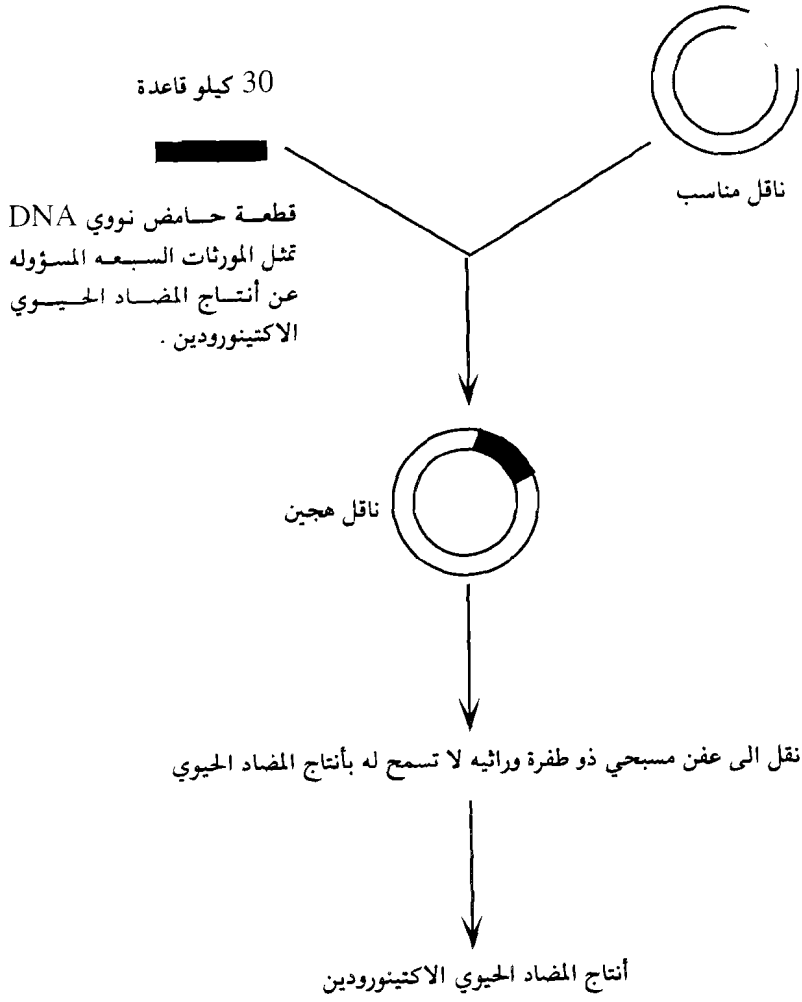 30 كيلو قاعدة
ناقل مناسب
قطعة حامض نووي DNA
تمثل المورثات السبعه المسؤوله
عن أنتاج المضاد الحيوي
الاكتينورودين .
ناقل هجين
نقل الى عفن مسبحي ذو طفرة وراثيه لا تسمح له بأنتاج المضاد الحيوي
أنتاج المضاد الحيوي الاكتينورودين